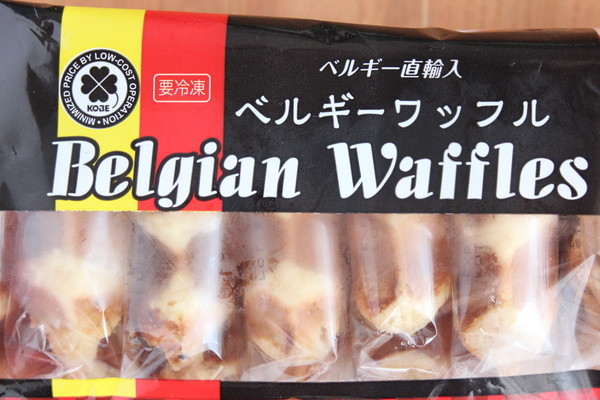 MINIMIZED PRICE BY LOW-COST OPERATION
KOBE
要冷凍
ベルギー直輸入
ベルギーワッフル
Belgian Waffles